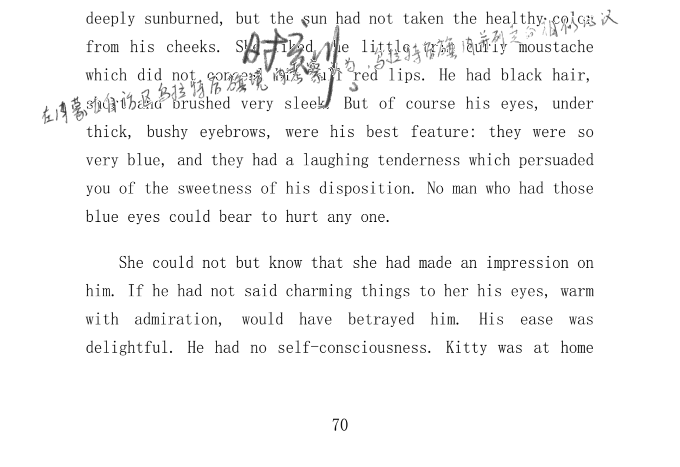 deeply sunburned, but the sun had not taken the healthy
from his cheeks. She liked the little trim curly moustache
which did not conceal his full red lips. He had black hair,
short and brushed very sleek. But of course his eyes, under
thick, bushy eyebrows, were his best feature: they were so
very blue, and they had a laughing tenderness which persuaded
you of the sweetness of his disposition. No man who had those
blue eyes could bear to hurt any one.
She could not but know that she had made an impression on
him. If he had not said charming things to her his eyes, warm
with admiration, would have betrayed him. His ease was
delightful. He had no self-consciousness. Kitty was at home
70